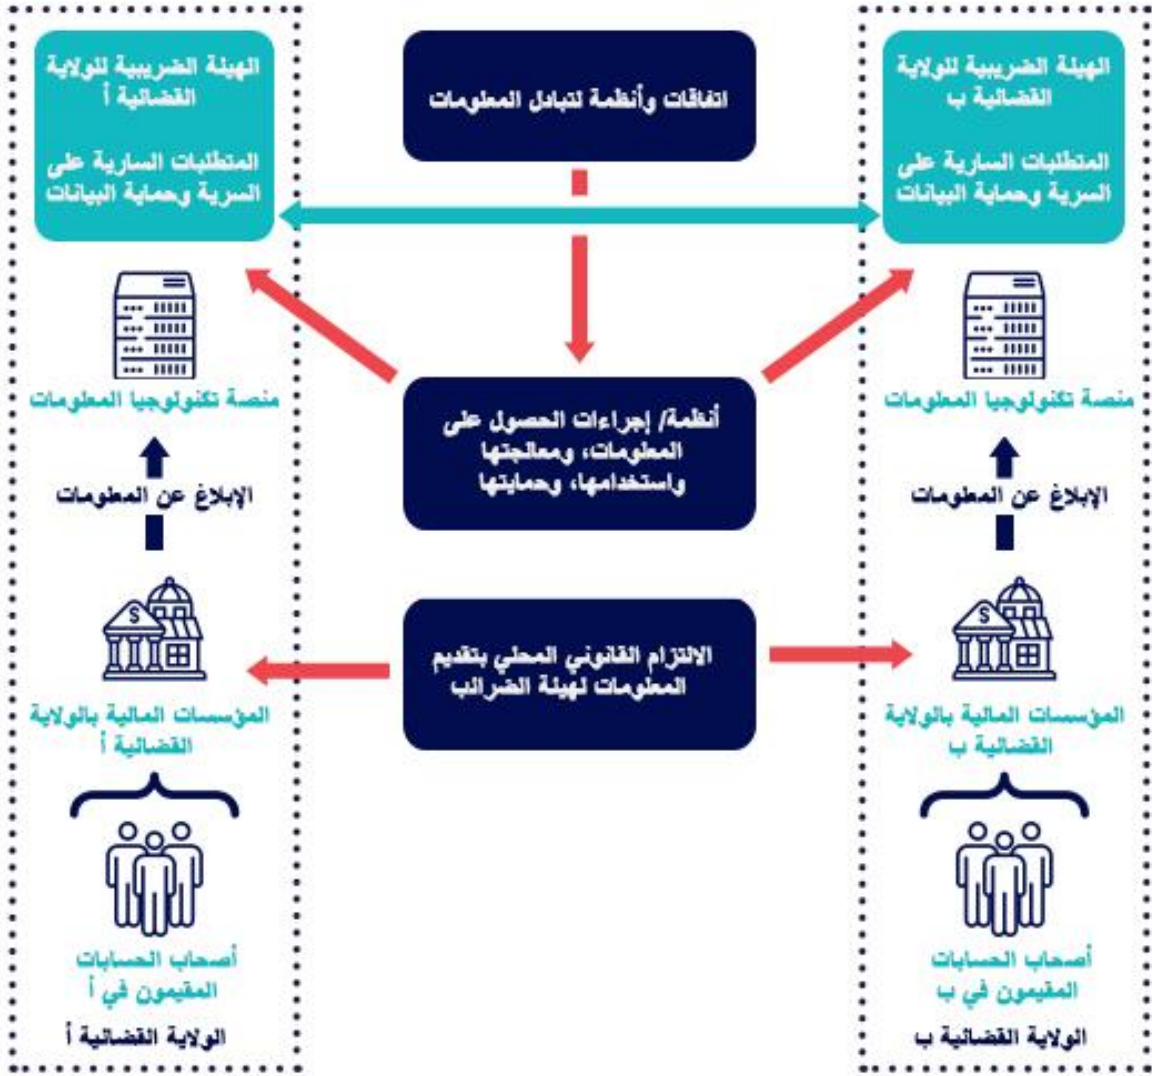 الهيئة الضريبية للولاية
القضائية أ
المتطلبات السارية على
السرية وحماية البيانات
منصة تكنولوجيا المعلومات
الإبلاغ عن المعلومات
$
المؤسسات المالية بالولاية
القضائية أ
أصحاب الحسابات
المقيمون في أ
الولاية القضائية أ
اتفاقات وأنظمة لتبادل المعلومات
أنظمة/ إجراءات الحصول على
المعلومات، ومعالجتها
واستخدامها، وحمايتها
الالتزام القانوني المحلي بتقديم
المعلومات لهيئة الضرائب
الهيئة الضريبية للولاية
القضائية ب
المتطلبات السارية على
السرية وحماية البيانات
منصة تكنولوجيا المعلومات
الإبلاغ عن المعلومات
$
المؤسسات المالية بالولاية
القضائية ب
أصحاب الحسابات
المقيمون في ب
الولاية القضائية ب